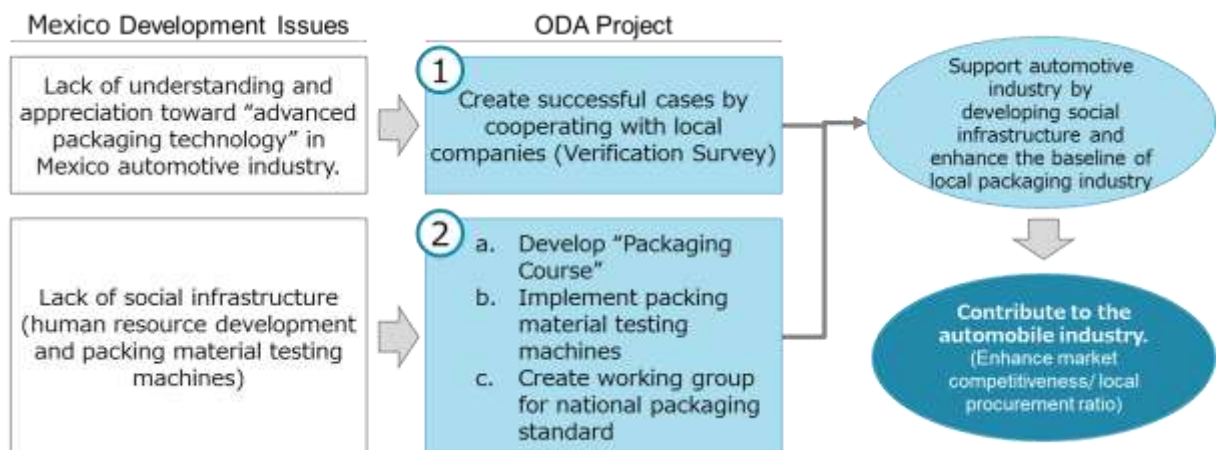 Mexico Development Issues
ODA Project
Lack of understanding and
appreciation toward “advanced
packaging technology” in
Mexico automotive industry.
1
Create successful cases by
cooperating with local
companies (Verification Survey)
Support automotive
industry by
developing social
infrastructure and
enhance the baseline of
local packaging industry
Lack of social infrastructure
(human resource development
and packing material testing
machines)
2
a. Develop “Packaging
Course”
b. Implement packing
material testing
machines
c. Create working group
for national packaging
standard
Contribute to the
automobile industry.
(Enhance market
competitiveness/ local
procurement ratio)